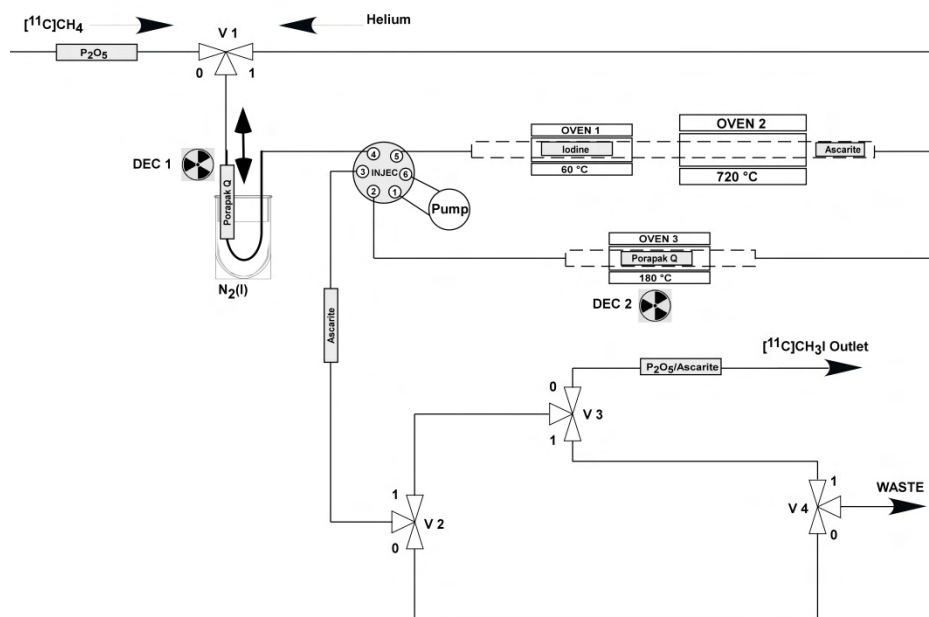 [¹¹C]CH₄
Helium
V 1
P₂O₅
0
1
OVEN 1
OVEN 2
DEC 1
4
5
Iodine
Ascarite
3
INJEC
6
60 °C
720 °C
2
1
Porapak Q
Pump
OVEN 3
Porapak Q
180 °C
N₂(l)
DEC 2
Ascarite
[¹¹C]CH₃I Outlet
P₂O₅/Ascarite
0
V 3
1
1
1
WASTE
V 2
V 4
0
0